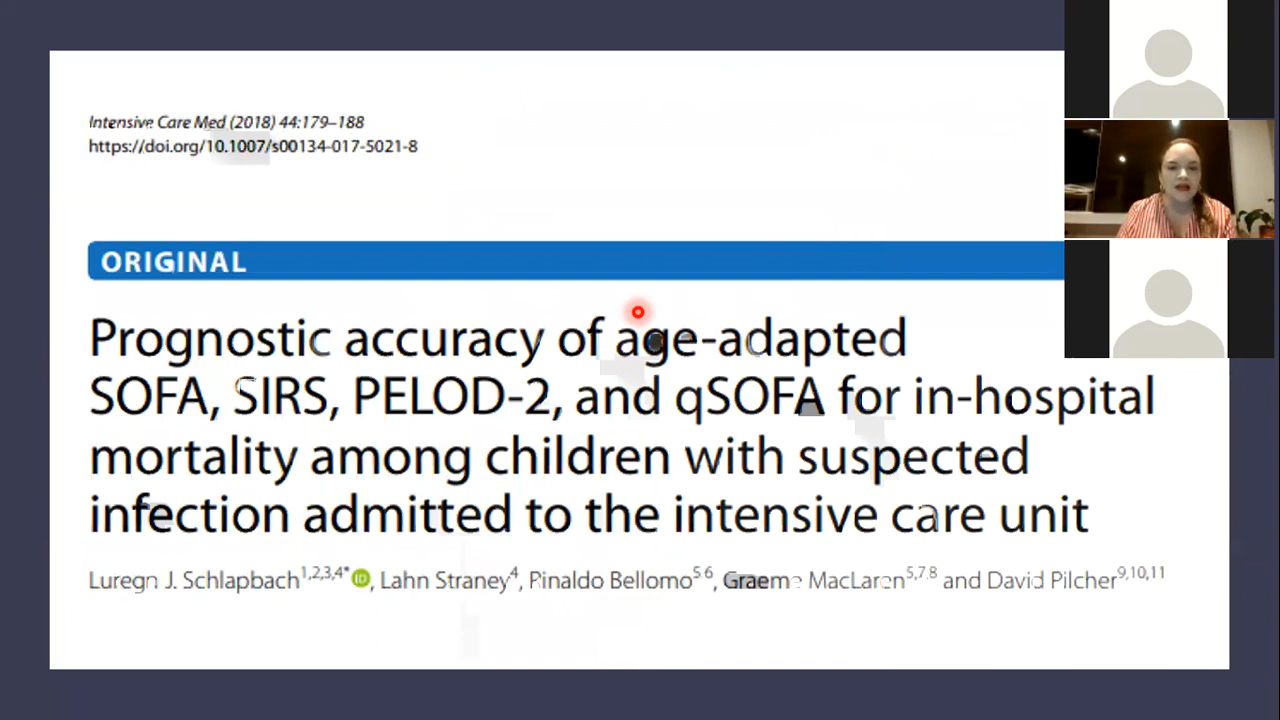 Intensive Care Med (2018) 44:179–188
https://doi.org/10.1007/s00134-017-5021-8
ORIGINAL
Prognostic accuracy of age-adapted
SOFA, SIRS, PELOD-2, and qSOFA for in-hospital
mortality among children with suspected
infection admitted to the intensive care unit
Luregn J. Schlapbach1,2,3,4* iD, Lahn Straney4, Rinaldo Bellomo5,6, Graeme MacLaren5,7,8 and David Pilcher9,10,11